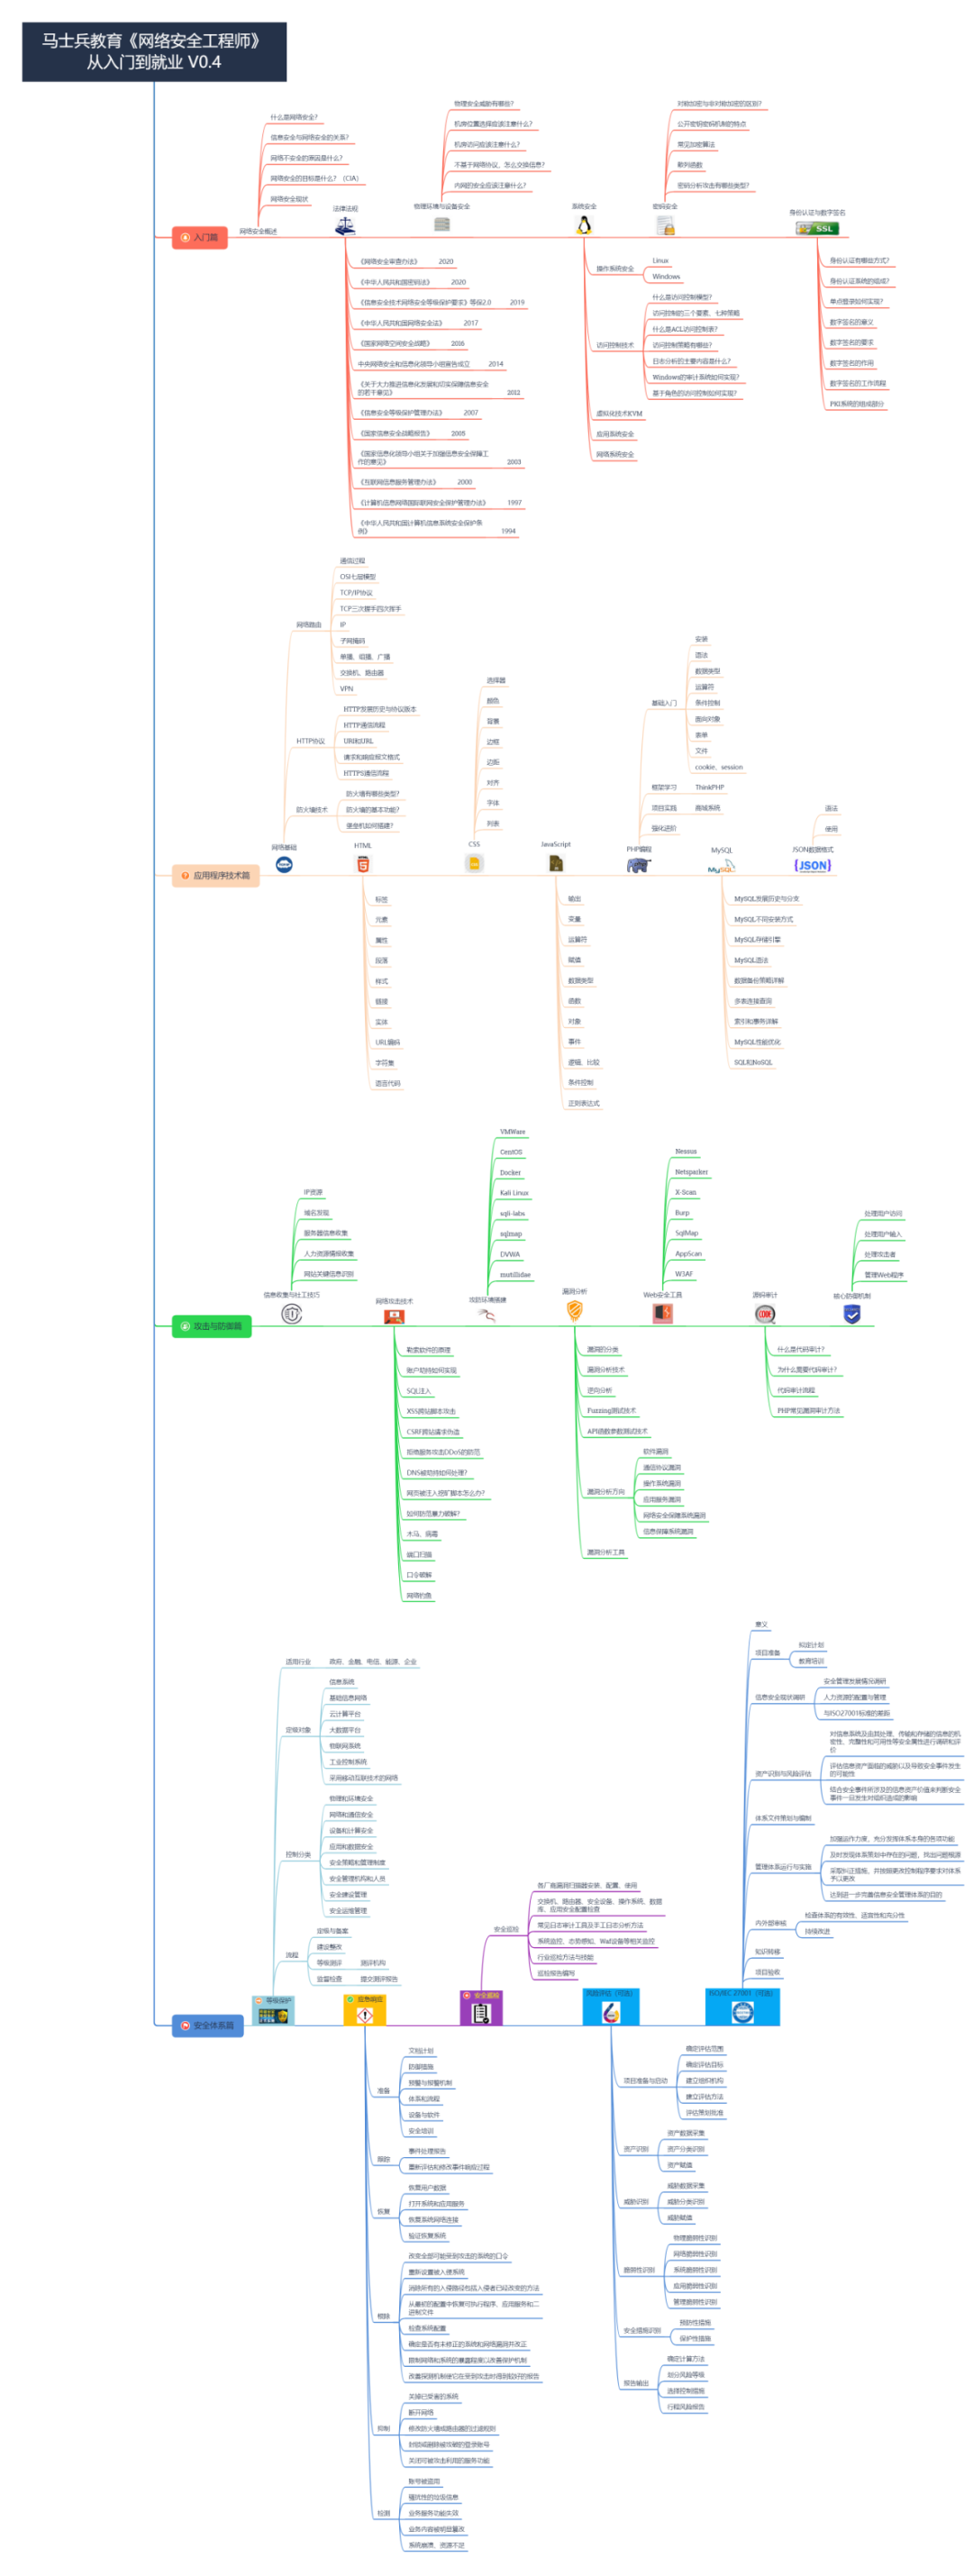 马士兵教育《网络安全工程师》
从入门到就业 V0.4
入门篇
网络安全概述
什么是网络安全?
信息安全与网络安全的关系?
网络不安全的原因是什么?
网络安全的目标是什么? (CIA)
网络安全现状
法律法规
《网络安全审查办法》 2020
《中华人民共和国密码法》 2020
《信息安全技术网络安全等级保护要求》等保2.0 2019
《中华人民共和国网络安全法》 2017
《国家网络空间安全战略》 2016
中央网络安全和信息化领导小组宣告成立 2014
《关于大力推进信息化发展和切实保障信息安全
的若干意见》 2012
《信息安全等级保护管理办法》 2007
《国家信息安全战略报告》 2005
《国家信息化领导小组关于加强信息安全保障工
作的意见》 2003
《互联网信息服务管理办法》 2000
《计算机信息网络国际联网安全保护管理办法》 1997
《中华人民共和国计算机信息系统安全保护条
例》 1994
物理环境与设备安全
物理安全威胁有哪些?
机房位置选择应该注意什么?
机房访问应该注意什么?
不基于网络协议，怎么交换信息?
内网的安全应该注意什么?
系统安全
操作系统安全
Linux
Windows
访问控制技术
什么是访问控制模型?
访问控制的三个要素、七种策略
什么是ACL访问控制表?
访问控制策略有哪些?
日志分析的主要内容是什么?
Windows的审计系统如何实现?
基于角色的访问控制如何实现?
虚拟化技术KVM
应用系统安全
网络系统安全
密码安全
对称加密与非对称加密的区别?
公开密钥密码机制的特点
常见加密算法
散列函数
密码分析攻击有哪些类型?
身份认证与数字签名
SSL
身份认证有哪些方式?
身份认证系统的组成?
单点登录如何实现?
数字签名的意义
数字签名的要求
数字签名的作用
数字签名的工作流程
PKI系统的组成部分
应用程序技术篇
网络基础
网络路由
通信过程
OSI七层模型
TCP/IP协议
TCP三次握手四次挥手
IP
子网掩码
单播、组播、广播
交换机、路由器
VPN
HTTP协议
HTTP发展历史与协议版本
HTTP通信流程
URI和URL
请求和响应报文格式
HTTPS通信流程
防火墙技术
防火墙有哪些类型?
防火墙的基本功能?
堡垒机如何搭建?
HTML
标签
元素
属性
段落
样式
链接
实体
URL编码
字符集
语言代码
CSS
选择器
颜色
背景
边框
边距
对齐
字体
列表
JavaScript
输出
变量
运算符
赋值
数据类型
函数
对象
事件
逻辑、比较
条件控制
正则表达式
PHP编程
基础入门
安装
语法
数据类型
运算符
条件控制
面向对象
表单
文件
cookie、session
框架学习 ThinkPHP
项目实践 商城系统
强化进阶
MySQL
MySQL
MySQL发展历史与分支
MySQL不同安装方式
MySQL存储引擎
MySQL语法
数据备份策略详解
多表连接查询
索引和事务详解
MySQL性能优化
SQL和NoSQL
JSON数据格式
{JSON}
语法
使用
攻击与防御篇
信息收集与社工技巧
IP资源
域名发现
服务器信息收集
人力资源情报收集
网站关键信息识别
网络攻击技术
勒索软件的原理
账户劫持如何实现
SQL注入
XSS跨站脚本攻击
CSRF跨站请求伪造
拒绝服务攻击DDoS的防范
DNS被劫持如何处理?
网页被注入挖矿脚本怎么办?
如何防范暴力破解?
木马、病毒
端口扫描
口令破解
网络钓鱼
攻防环境搭建
VMWare
CentOS
Docker
Kali Linux
sqli-labs
sqlmap
DVWA
mutillidae
漏洞分析
漏洞的分类
漏洞分析技术
逆向分析
Fuzzing测试技术
API函数参数测试技术
漏洞分析方向
软件漏洞
通信协议漏洞
操作系统漏洞
应用服务漏洞
网络安全保障系统漏洞
信息保障系统漏洞
漏洞分析工具
Web安全工具
Nessus
Netsparker
X-Scan
Burp
SqlMap
AppScan
W3AF
源码审计
CODE
什么是代码审计?
为什么需要代码审计?
代码审计流程
PHP常见漏洞审计方法
核心防御机制
处理用户访问
处理用户输入
处理攻击者
管理Web程序
安全体系篇
等级保护
适用行业 政府、金融、电信、能源、企业
定级对象
信息系统
基础信息网络
云计算平台
大数据平台
物联网系统
工业控制系统
采用移动互联技术的网络
控制分类
物理和环境安全
网络和通信安全
设备和计算安全
应用和数据安全
安全策略和管理制度
安全管理机构和人员
安全建设管理
安全运维管理
流程
定级与备案
建设整改
等级测评 测评机构
监督检查 提交测评报告
应急响应
准备
灾难计划
防御措施
预警与报警机制
体系和流程
设备与软件
安全培训
跟踪
事件处理报告
重新评估和修改事件响应过程
恢复
恢复用户数据
打开系统和应用服务
恢复系统网络连接
验证恢复系统
根除
改变全部可能受到攻击的系统的口令
重新设置被入侵系统
消除所有的入侵路径包括入侵者已经改变的方法
从最初的配置中恢复可执行程序、应用服务和二
进制文件
检查系统配置
确定是否有未修正的系统和网络漏洞并改正
限制网络和系统的暴露程度以改善保护机制
改善探测机制使它在受到攻击时得到较好的报告
抑制
关掉已受害的系统
断开网络
修改防火墙或路由器的过滤规则
封锁或删除被攻破的登录账号
关闭可被攻击利用的服务功能
检测
账号被盗用
骚扰性的垃圾信息
业务服务功能失效
业务内容被明显篡改
系统崩溃、资源不足
安全巡检
安全巡检
各厂商漏洞扫描器安装、配置、使用
交换机、路由器、安全设备、操作系统、数据
库、应用安全配置检查
常见日志审计工具及手工日志分析方法
系统监控、态势感知、Waf设备等相关监控
行业巡检方法与技能
巡检报告编写
风险评估（可选）
项目准备与启动
确定评估范围
确定评估目标
建立组织机构
建立评估方法
评估策划批准
资产识别
资产数据采集
资产分类识别
资产赋值
威胁识别
威胁数据采集
威胁分类识别
威胁赋值
脆弱性识别
物理脆弱性识别
网络脆弱性识别
系统脆弱性识别
应用脆弱性识别
管理脆弱性识别
安全措施识别
预防性措施
保护性措施
报告输出
确定计算方法
划分风险等级
选择控制措施
行程风险报告
ISO/IEC 27001（可选）
意义
项目准备
拟定计划
教育培训
信息安全现状调研
安全管理发展情况调研
人力资源的配置与管理
与ISO27001标准的差距
资产识别与风险评估
对信息系统及由其处理、传输和存储的信息的机
密性、完整性和可用性等安全属性进行调研和评
价
评估信息资产面临的威胁以及导致安全事件发生
的可能性
结合安全事件所涉及的信息资产价值来判断安全
事件一旦发生对组织造成的影响
体系文件策划与编制
管理体系运行与实施
加强运作力度，充分发挥体系本身的各项功能
及时发现体系策划中存在的问题，找出问题根源
采取纠正措施，并按照更改控制程序要求对体系
予以更改
达到进一步完善信息安全管理体系的目的
内外部审核
检查体系的有效性、适宜性和充分性
持续改进
知识转移
项目验收